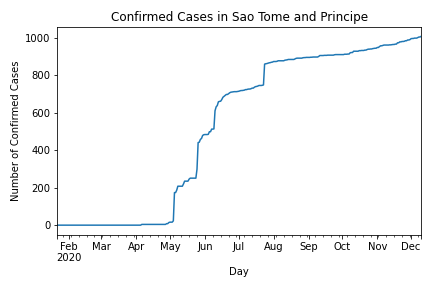 Confirmed Cases in Sao Tome and Principe
Number of Confirmed Cases
1000
800
600
400
200
0
Feb Mar Apr May Jun Jul Aug Sep Oct Nov Dec
2020
Day